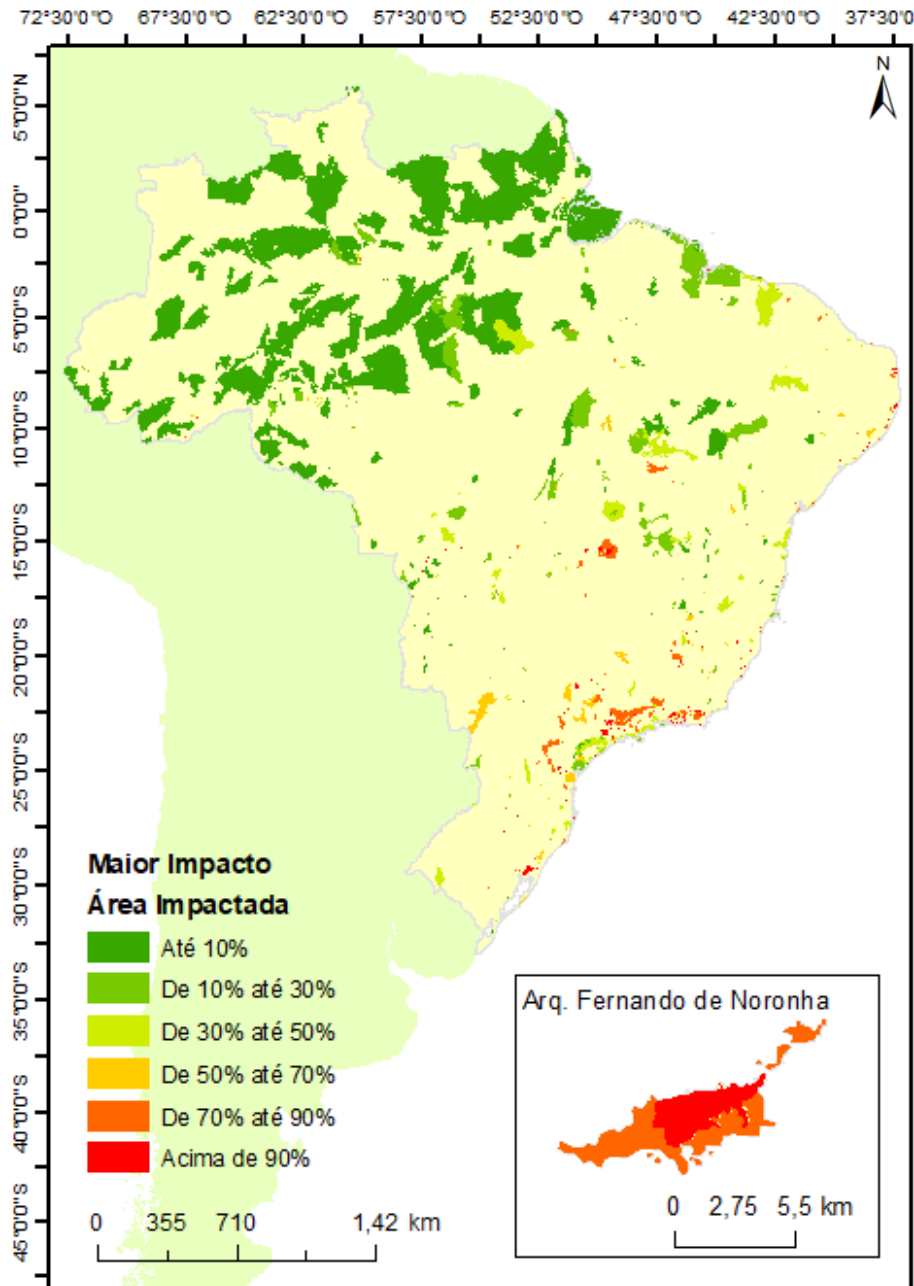 72°30'0"O 67°30'0"O 62°30'0"O 57°30'0"O 52°30'0"O 47°30'0"O 42°30'0"O 37°30'0"O
N
5°0'0"N
0°0'0"
5°0'0"S
10°0'0"S
15°0'0"S
20°0'0"S
25°0'0"S
30°0'0"S
35°0'0"S
40°0'0"S
45°0'0"S
Maior Impacto
Área Impactada
Até 10%
De 10% até 30%
De 30% até 50%
De 50% até 70%
De 70% até 90%
Acima de 90%
0 355 710 1,42 km
Arq. Fernando de Noronha
0 2,75 5,5 km